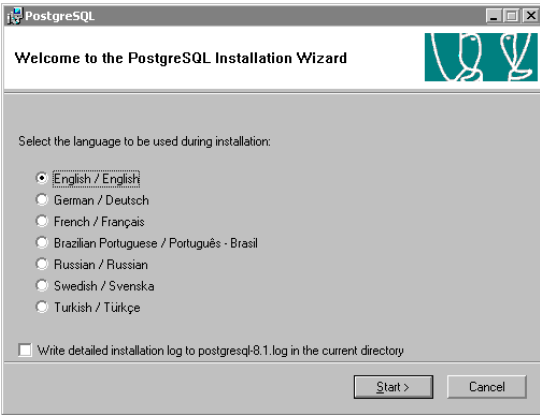 PostgreSQL
Welcome to the PostgreSQL Installation Wizard
Select the language to be used during installation:
English / English
German / Deutsch
French / Français
Brazilian Portuguese / Português - Brasil
Russian / Russian
Swedish / Svenska
Turkish / Türkçe
Write detailed installation log to postgresql-8.1.log in the current directory
Start >
Cancel